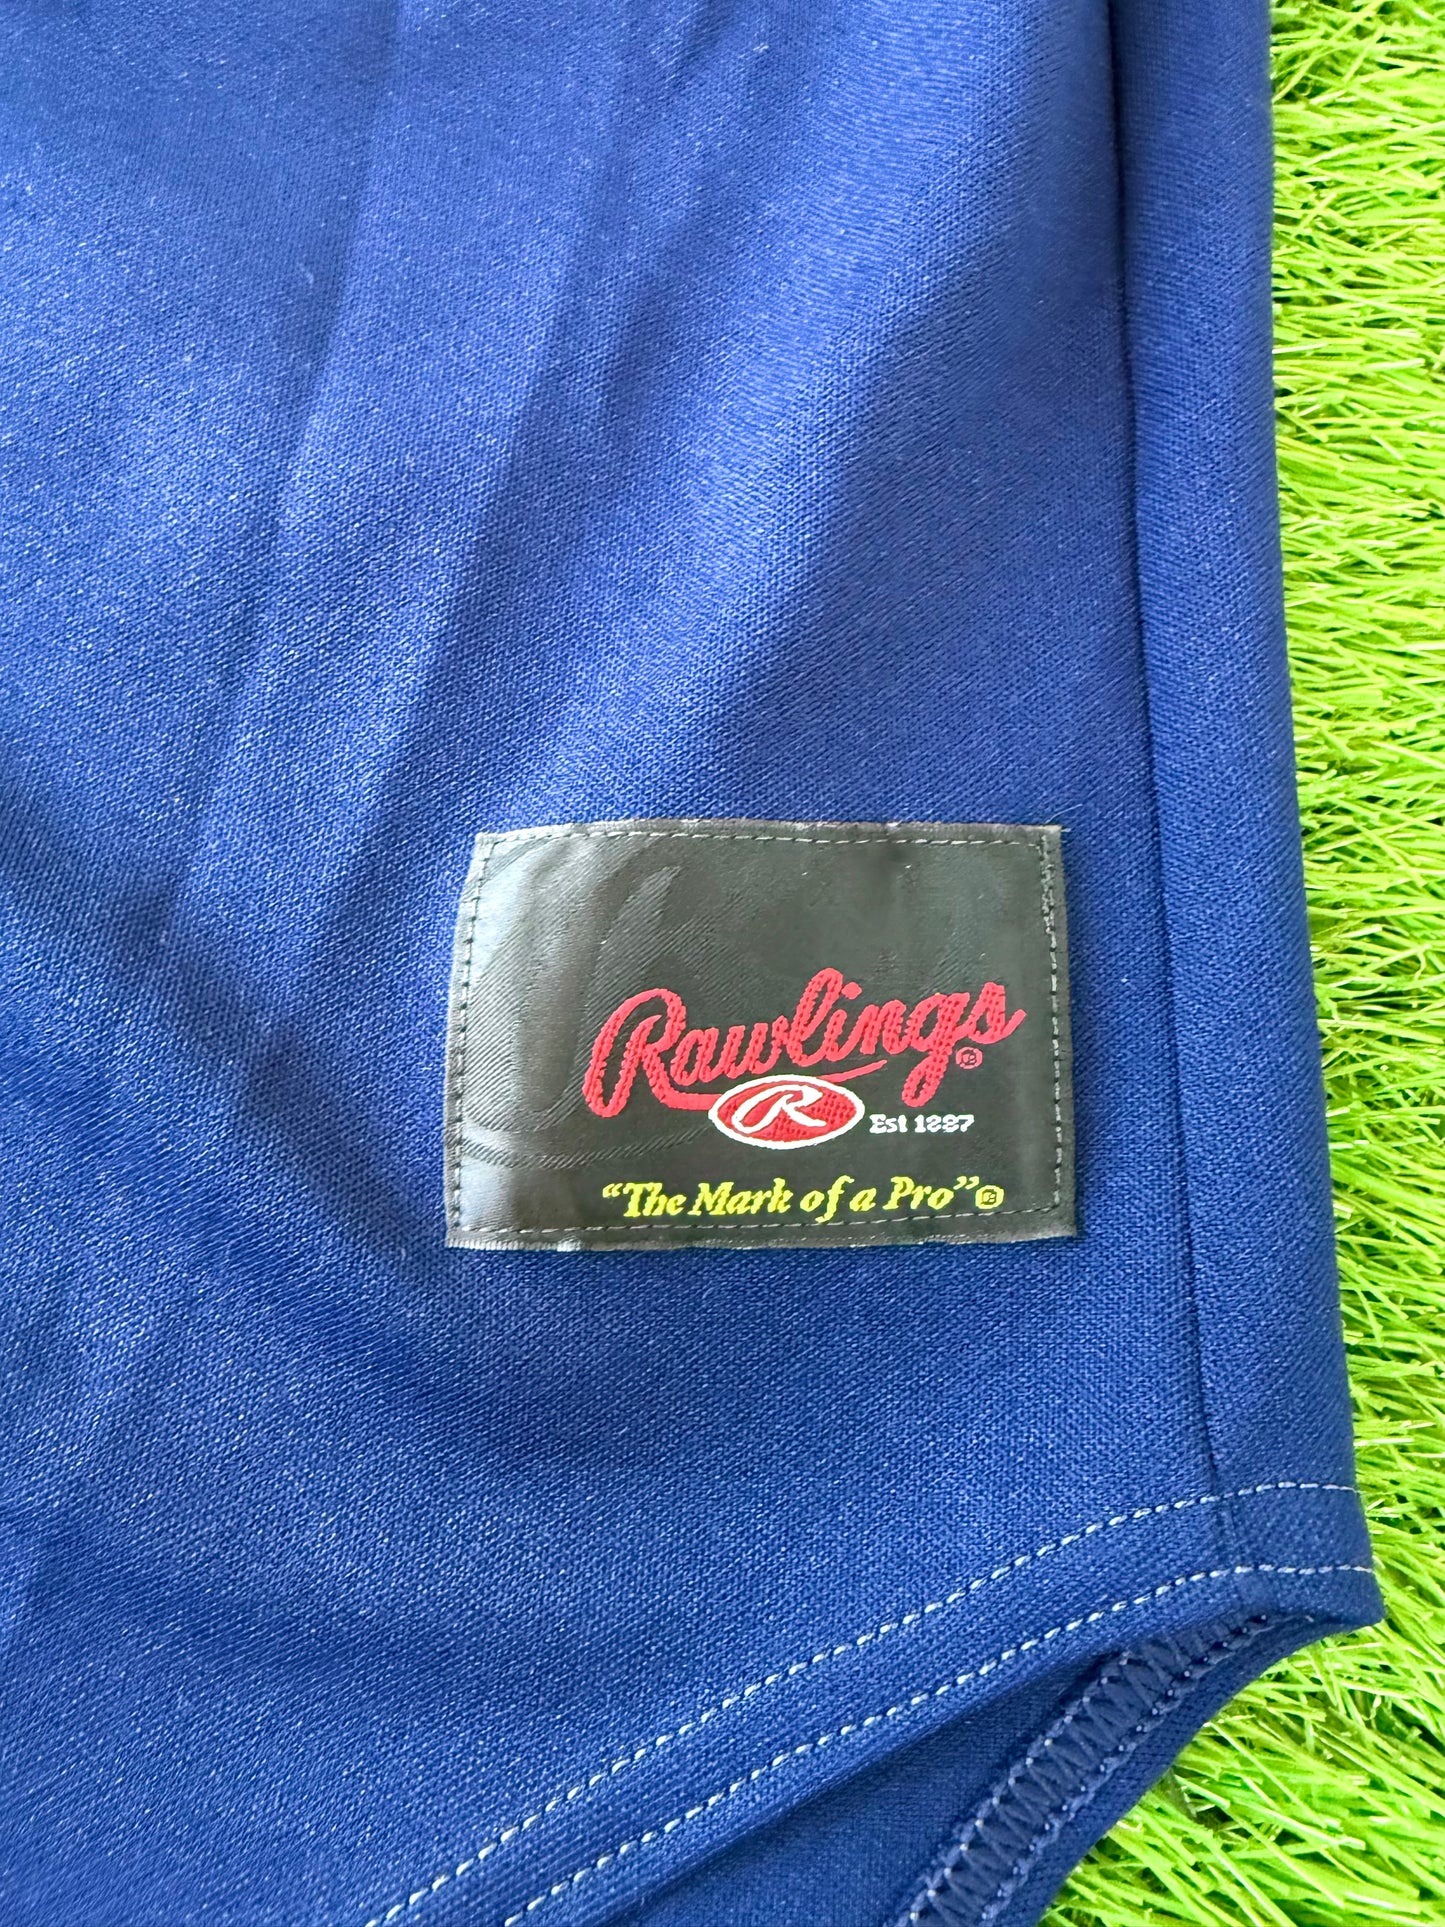 Rawlings®
R Est 1887
“The Mark of a Pro”®